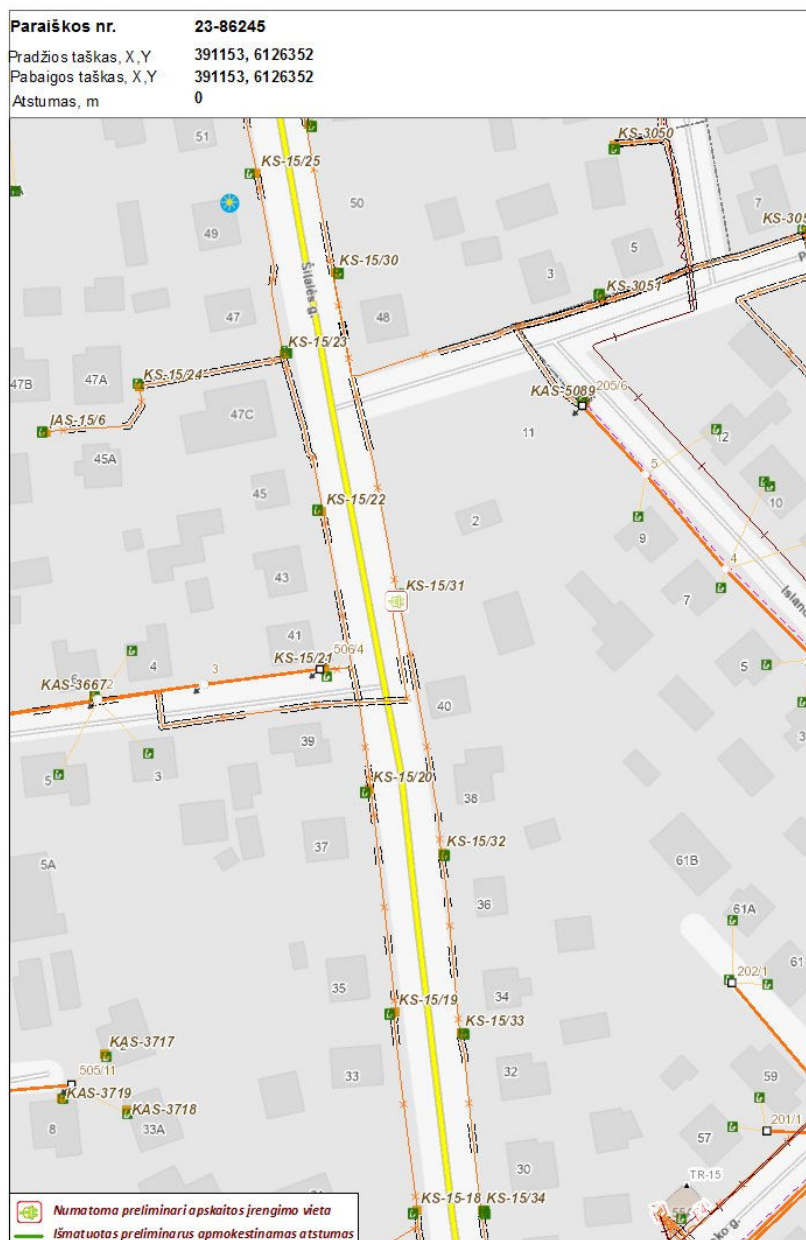 Paraiškos nr. 23-86245
Pradžios taškas, X,Y 391153, 6126352
Pabaigos taškas, X,Y 391153, 6126352
Atstumas, m 0
51
KS-3050
KS-15/25
50
7
49
KS-15/30
5
3
KS-3051
Šilalės g.
47
48
KS-15/23
47B
47A
KS-15/24
KAS-5089
205/6
IAS-15/6
47C
11
12
45A
5
45
KS-15/22
10
2
9
4
43
KS-15/31
7
41
KS-15/21
506/4
6
4
3
5
KAS-3667
2
40
39
5
3
KS-15/20
38
37
KS-15/32
5A
61B
36
61A
61
202/1
35
34
KS-15/19
KS-15/33
KAS-3717
505/11
33
32
59
KAS-3719
KAS-3718
201/1
8
33A
57
30
TR-15
KS-15-18
KS-15/34
Numatoma preliminari apskaitos įrengimo vieta
Išmatuotas preliminarus apmokestinamas atstumas